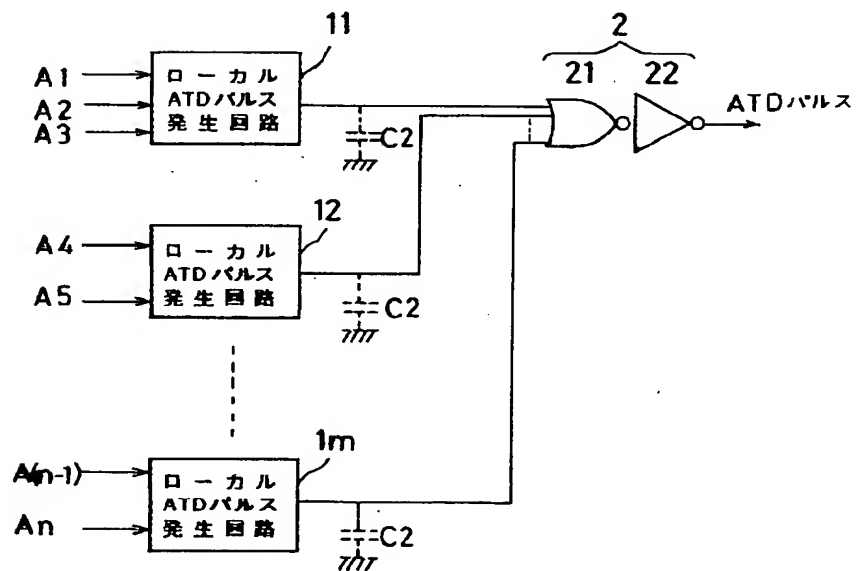 11
2
21 22
A1
A2
A3
ローカル
ATDパルス
発生回路
C2
ATDパルス
12
A4
A5
ローカル
ATDパルス
発生回路
C2
1m
A(n-1)
An
ローカル
ATDパルス
発生回路
C2